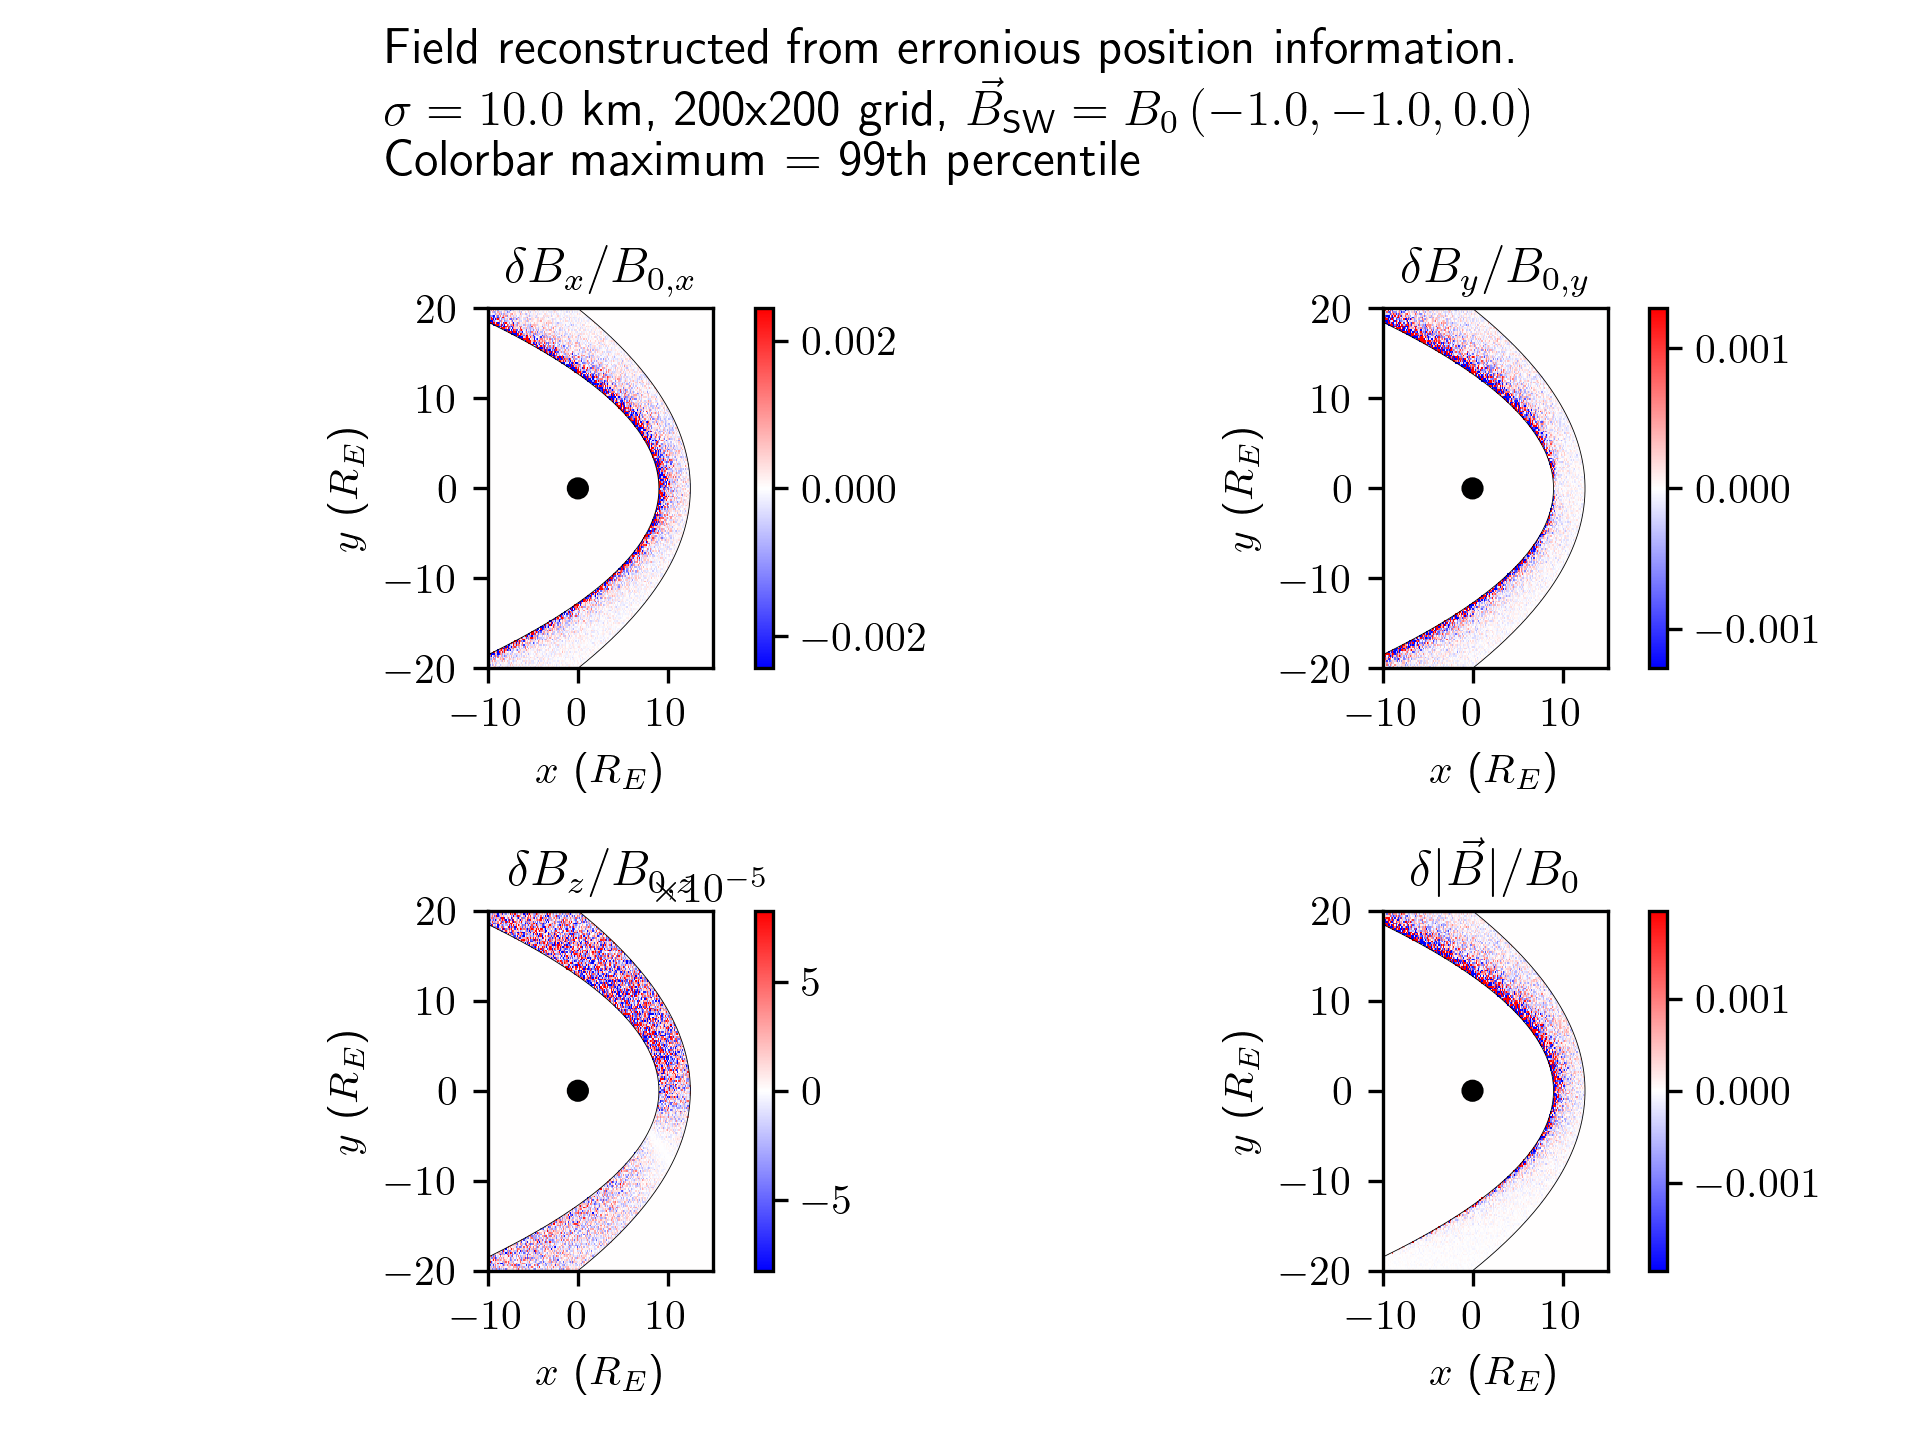 Field reconstructed from erronious position information.
σ = 10.0 km, 200x200 grid, B⃗_SW = B₀ (−1.0, −1.0, 0.0)
Colorbar maximum = 99th percentile
δBₓ/B₀,ₓ
20
10
0
−10
−20
y (R_E)
−10 0 10
x (R_E)
0.002
0.000
−0.002
δB_y/B_0,y
20
10
0
−10
−20
y (R_E)
−10 0 10
x (R_E)
0.001
0.000
−0.001
δB_z/B_0,z
×10⁻⁵
20
10
0
−10
−20
y (R_E)
−10 0 10
x (R_E)
5
0
−5
δ|B⃗|/B₀
20
10
0
−10
−20
y (R_E)
−10 0 10
x (R_E)
0.001
0.000
−0.001